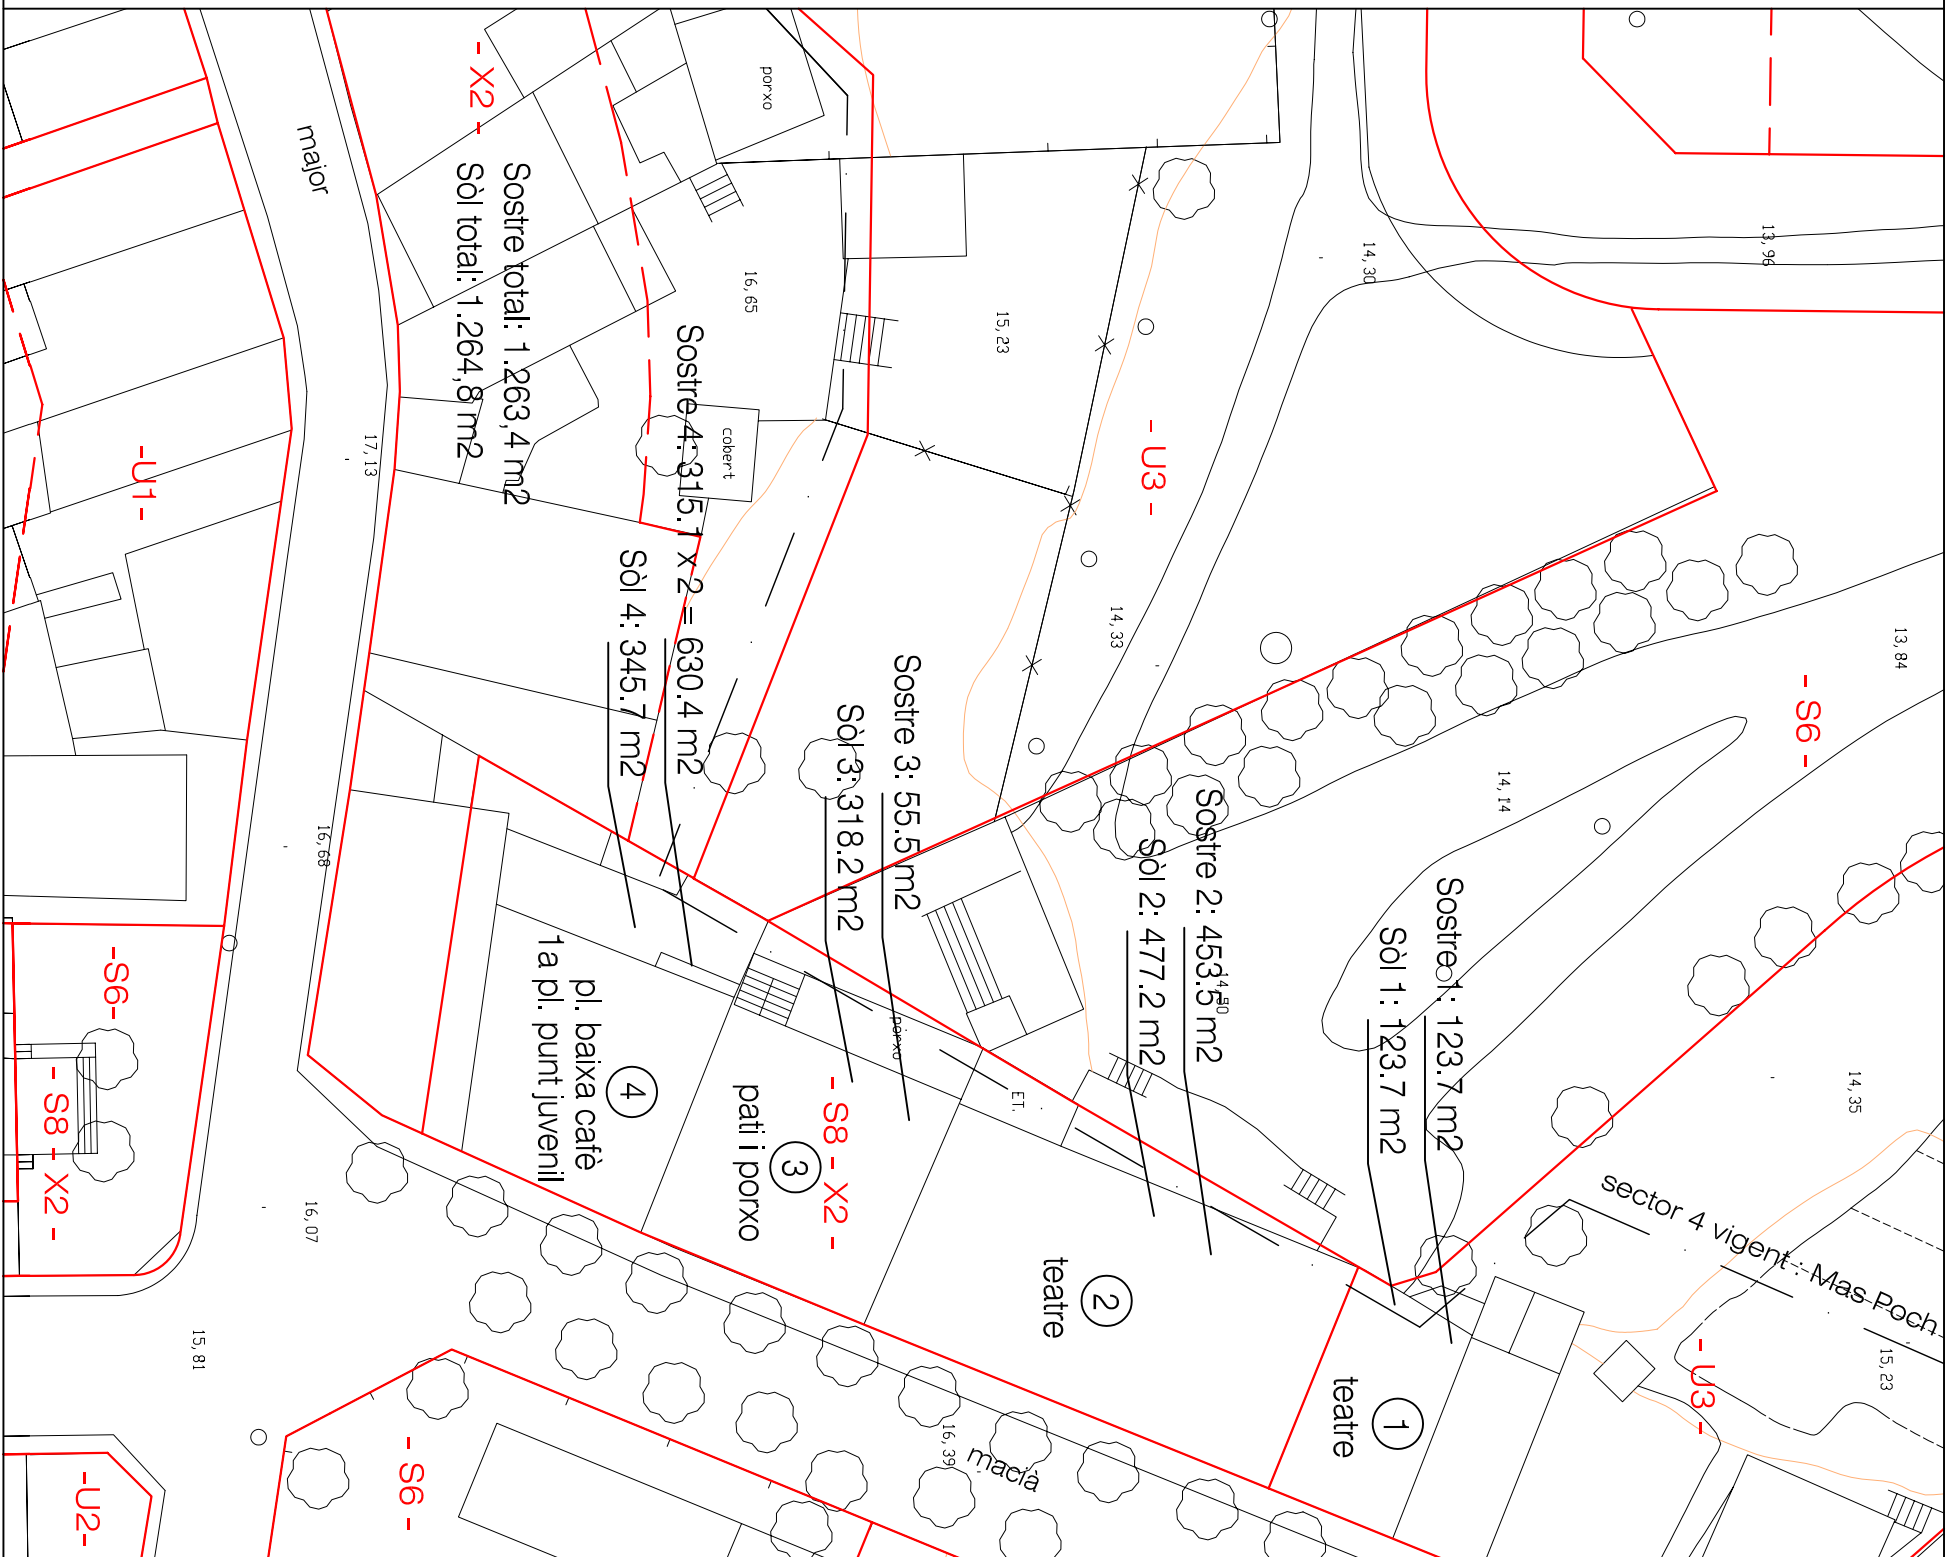 major
- X2 -
porxo
Sostre total: 1.263,4 m2
Sòl total: 1.264,8 m2
16,65
15,23
14,30
13,96
Sostre 4: 315.1 x 2 = 630.4 m2
Sòl 4: 345.7 m2
cobert
17,13
-U1-
- U3 -
14,33
13,84
- S6 -
14,14
Sostre 3: 55.5 m2
Sòl 3: 318.2 m2
Sostre 2: 453.5 m2
Sòl 2: 477.2 m2
Sostre 1: 123.7 m2
Sòl 1: 123.7 m2
16,68
-S6-
- S8 - X2 -
pl. baixa cafè
1a pl. punt juvenil
4
pati i porxo
3
- S8 - X2 -
porxo
ET.
14,35
sector 4 vigent : Mas Poch
16,07
teatre
2
teatre
1
- U3 -
15,23
15,81
- S6 -
-U2-
16,39
macià